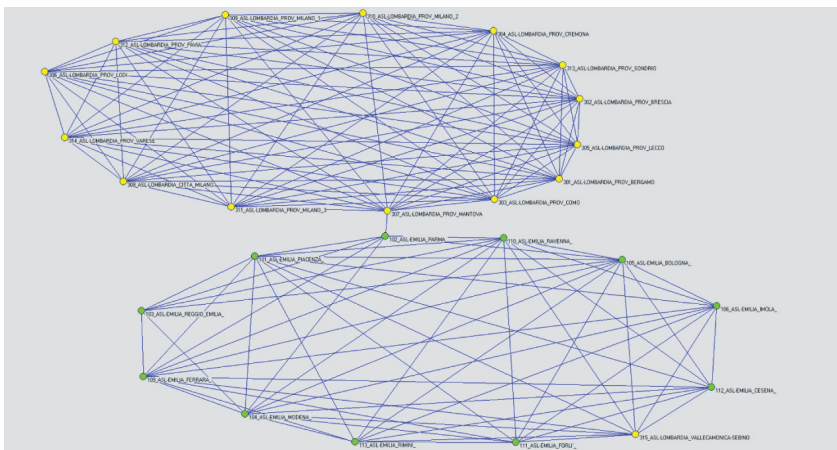 309_ASL-LOMBARDIA_PROV_MILANO_1
310_ASL-LOMBARDIA_PROV_MILANO_2
304_ASL-LOMBARDIA_PROV_CREMONA
312_ASL-LOMBARDIA_PROV_PAVIA
313_ASL-LOMBARDIA_PROV_SONDRIO
306_ASL-LOMBARDIA_PROV_LODI
302_ASL-LOMBARDIA_PROV_BRESCIA
314_ASL-LOMBARDIA_PROV_VARESE
305_ASL-LOMBARDIA_PROV_LECCO
308_ASL-LOMBARDIA_CITTA_MILANO
301_ASL-LOMBARDIA_PROV_BERGAMO
303_ASL-LOMBARDIA_PROV_COMO
311_ASL-LOMBARDIA_PROV_MILANO_3
307_ASL-LOMBARDIA_PROV_MANTOVA
102_ASL-EMILIA_PARMA_
110_ASL-EMILIA_RAVENNA_
101_ASL-EMILIA_PIACENZA_
105_ASL-EMILIA_BOLOGNA_
106_ASL-EMILIA_IMOLA_
103_ASL-EMILIA_REGGIO_EMILIA_
109_ASL-EMILIA_FERRARA_
112_ASL-EMILIA_CESENA_
104_ASL-EMILIA_MODENA_
315_ASL-LOMBARDIA_VALLECAMONICA-SEBINO
113_ASL-EMILIA_RIMINI_
111_ASL-EMILIA_FORLI'_